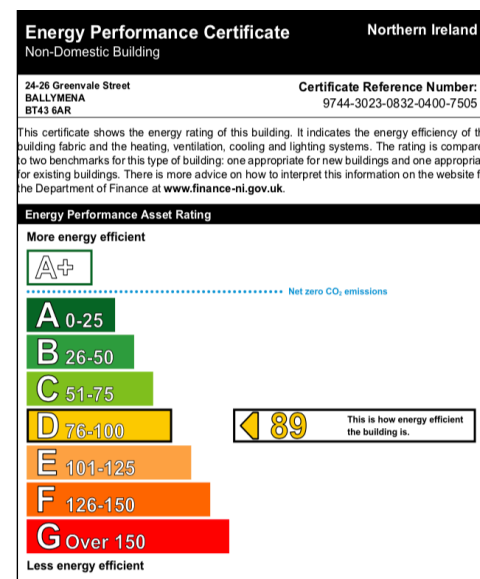 Energy Performance Certificate
Northern Ireland
Non-Domestic Building
24-26 Greenvale Street
BALLYMENA
BT43 6AR
Certificate Reference Number:
9744-3023-0832-0400-7505
This certificate shows the energy rating of this building. It indicates the energy efficiency of
building fabric and the heating, ventilation, cooling and lighting systems. The rating is
to two benchmarks for this type of building: one appropriate for new buildings and one
for existing buildings. There is more advice on how to interpret this information on the website
the Department of Finance at www.finance-ni.gov.uk.
Energy Performance Asset Rating
More energy efficient
A+
Net zero CO₂ emissions
A 0-25
B 26-50
C 51-75
D 76-100
89
This is how energy efficient
the building is.
E 101-125
F 126-150
G Over 150
Less energy efficient